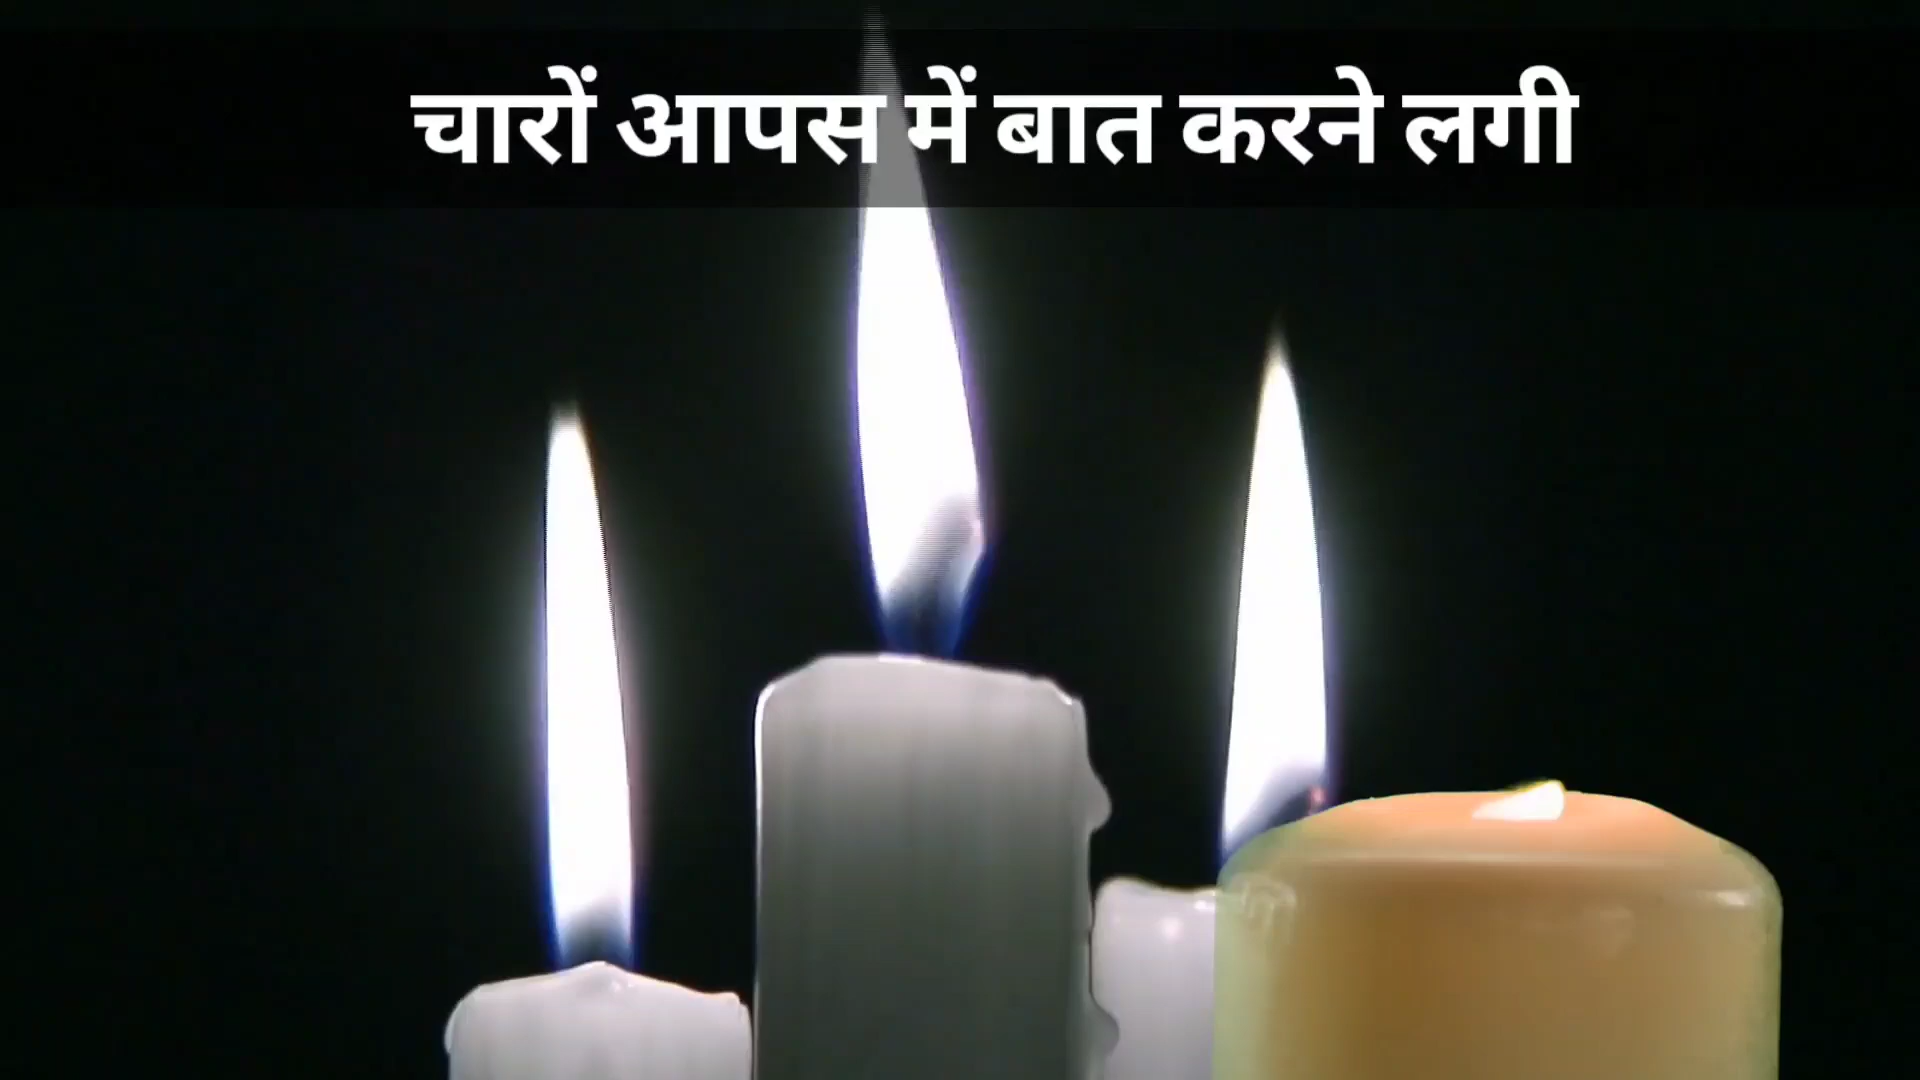 चारों आपस में बात करने लगी